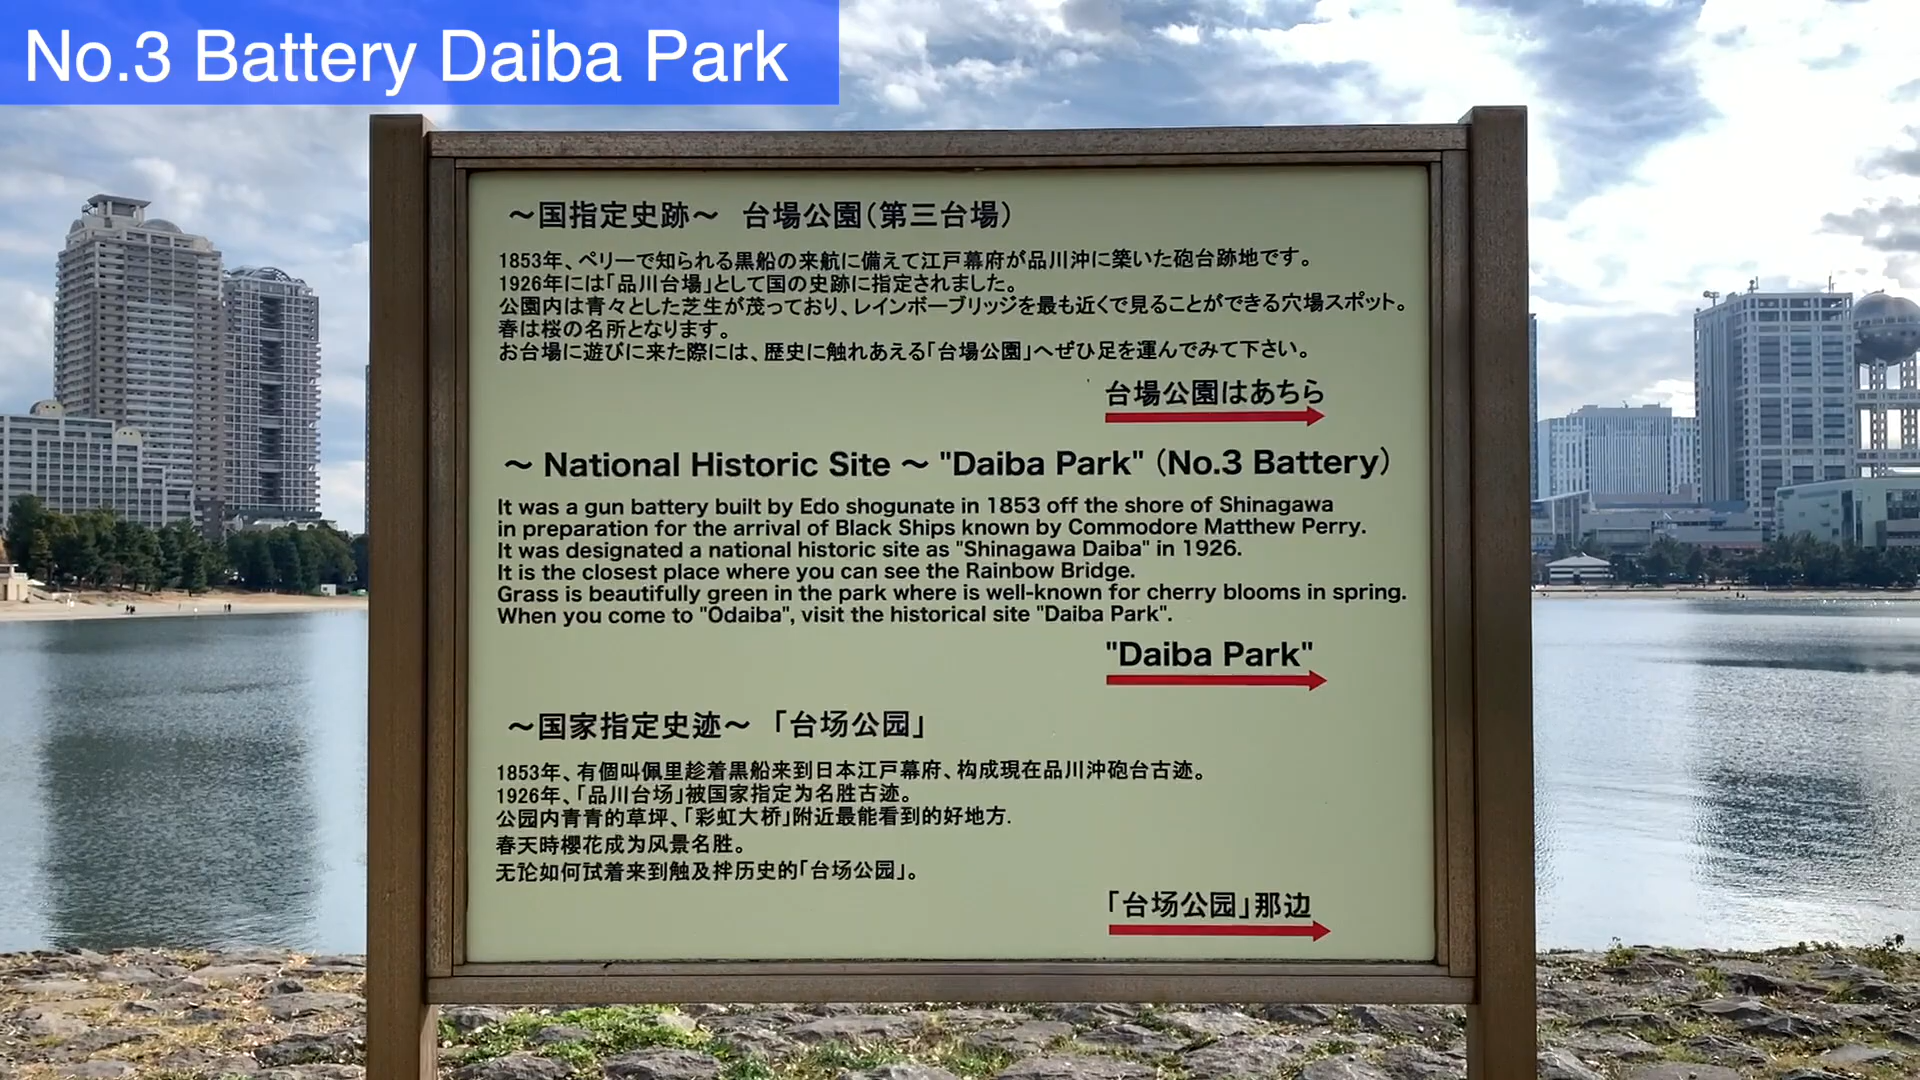 No.3 Battery Daiba Park
～国指定史跡～ 台場公園(第三台場)
1853年、ペリーで知られる黒船の来航に備えて江戸幕府が品川沖に築いた砲台跡地です。
1926年には「品川台場」として国の史跡に指定されました。
公園内は青々とした芝生が茂っており、レインボーブリッジを最も近くで見ることができる穴場スポット。
春は桜の名所となります。
お台場に遊びに来た際には、歴史に触れあえる「台場公園」へぜひ足を運んでみて下さい。
台場公園はあちら
～ National Historic Site ～ "Daiba Park" (No.3 Battery)
It was a gun battery built by Edo shogunate in 1853 off the shore of Shinagawa
in preparation for the arrival of Black Ships known by Commodore Matthew Perry.
It was designated a national historic site as "Shinagawa Daiba" in 1926.
It is the closest place where you can see the Rainbow Bridge.
Grass is beautifully green in the park where is well-known for cherry blooms in spring.
When you come to "Odaiba", visit the historical site "Daiba Park".
"Daiba Park"
～国家指定史迹～ 「台场公园」
1853年、有個叫佩里趁着黒船来到日本江戸幕府、构成現在品川沖砲台古迹。
1926年、「品川台场」被国家指定为名胜古迹。
公园内青青的草坪、「彩虹大桥」附近最能看到的好地方.
春天時櫻花成为风景名胜。
无论如何试着来到触及拌历史的「台场公园」。
「台场公园」那边